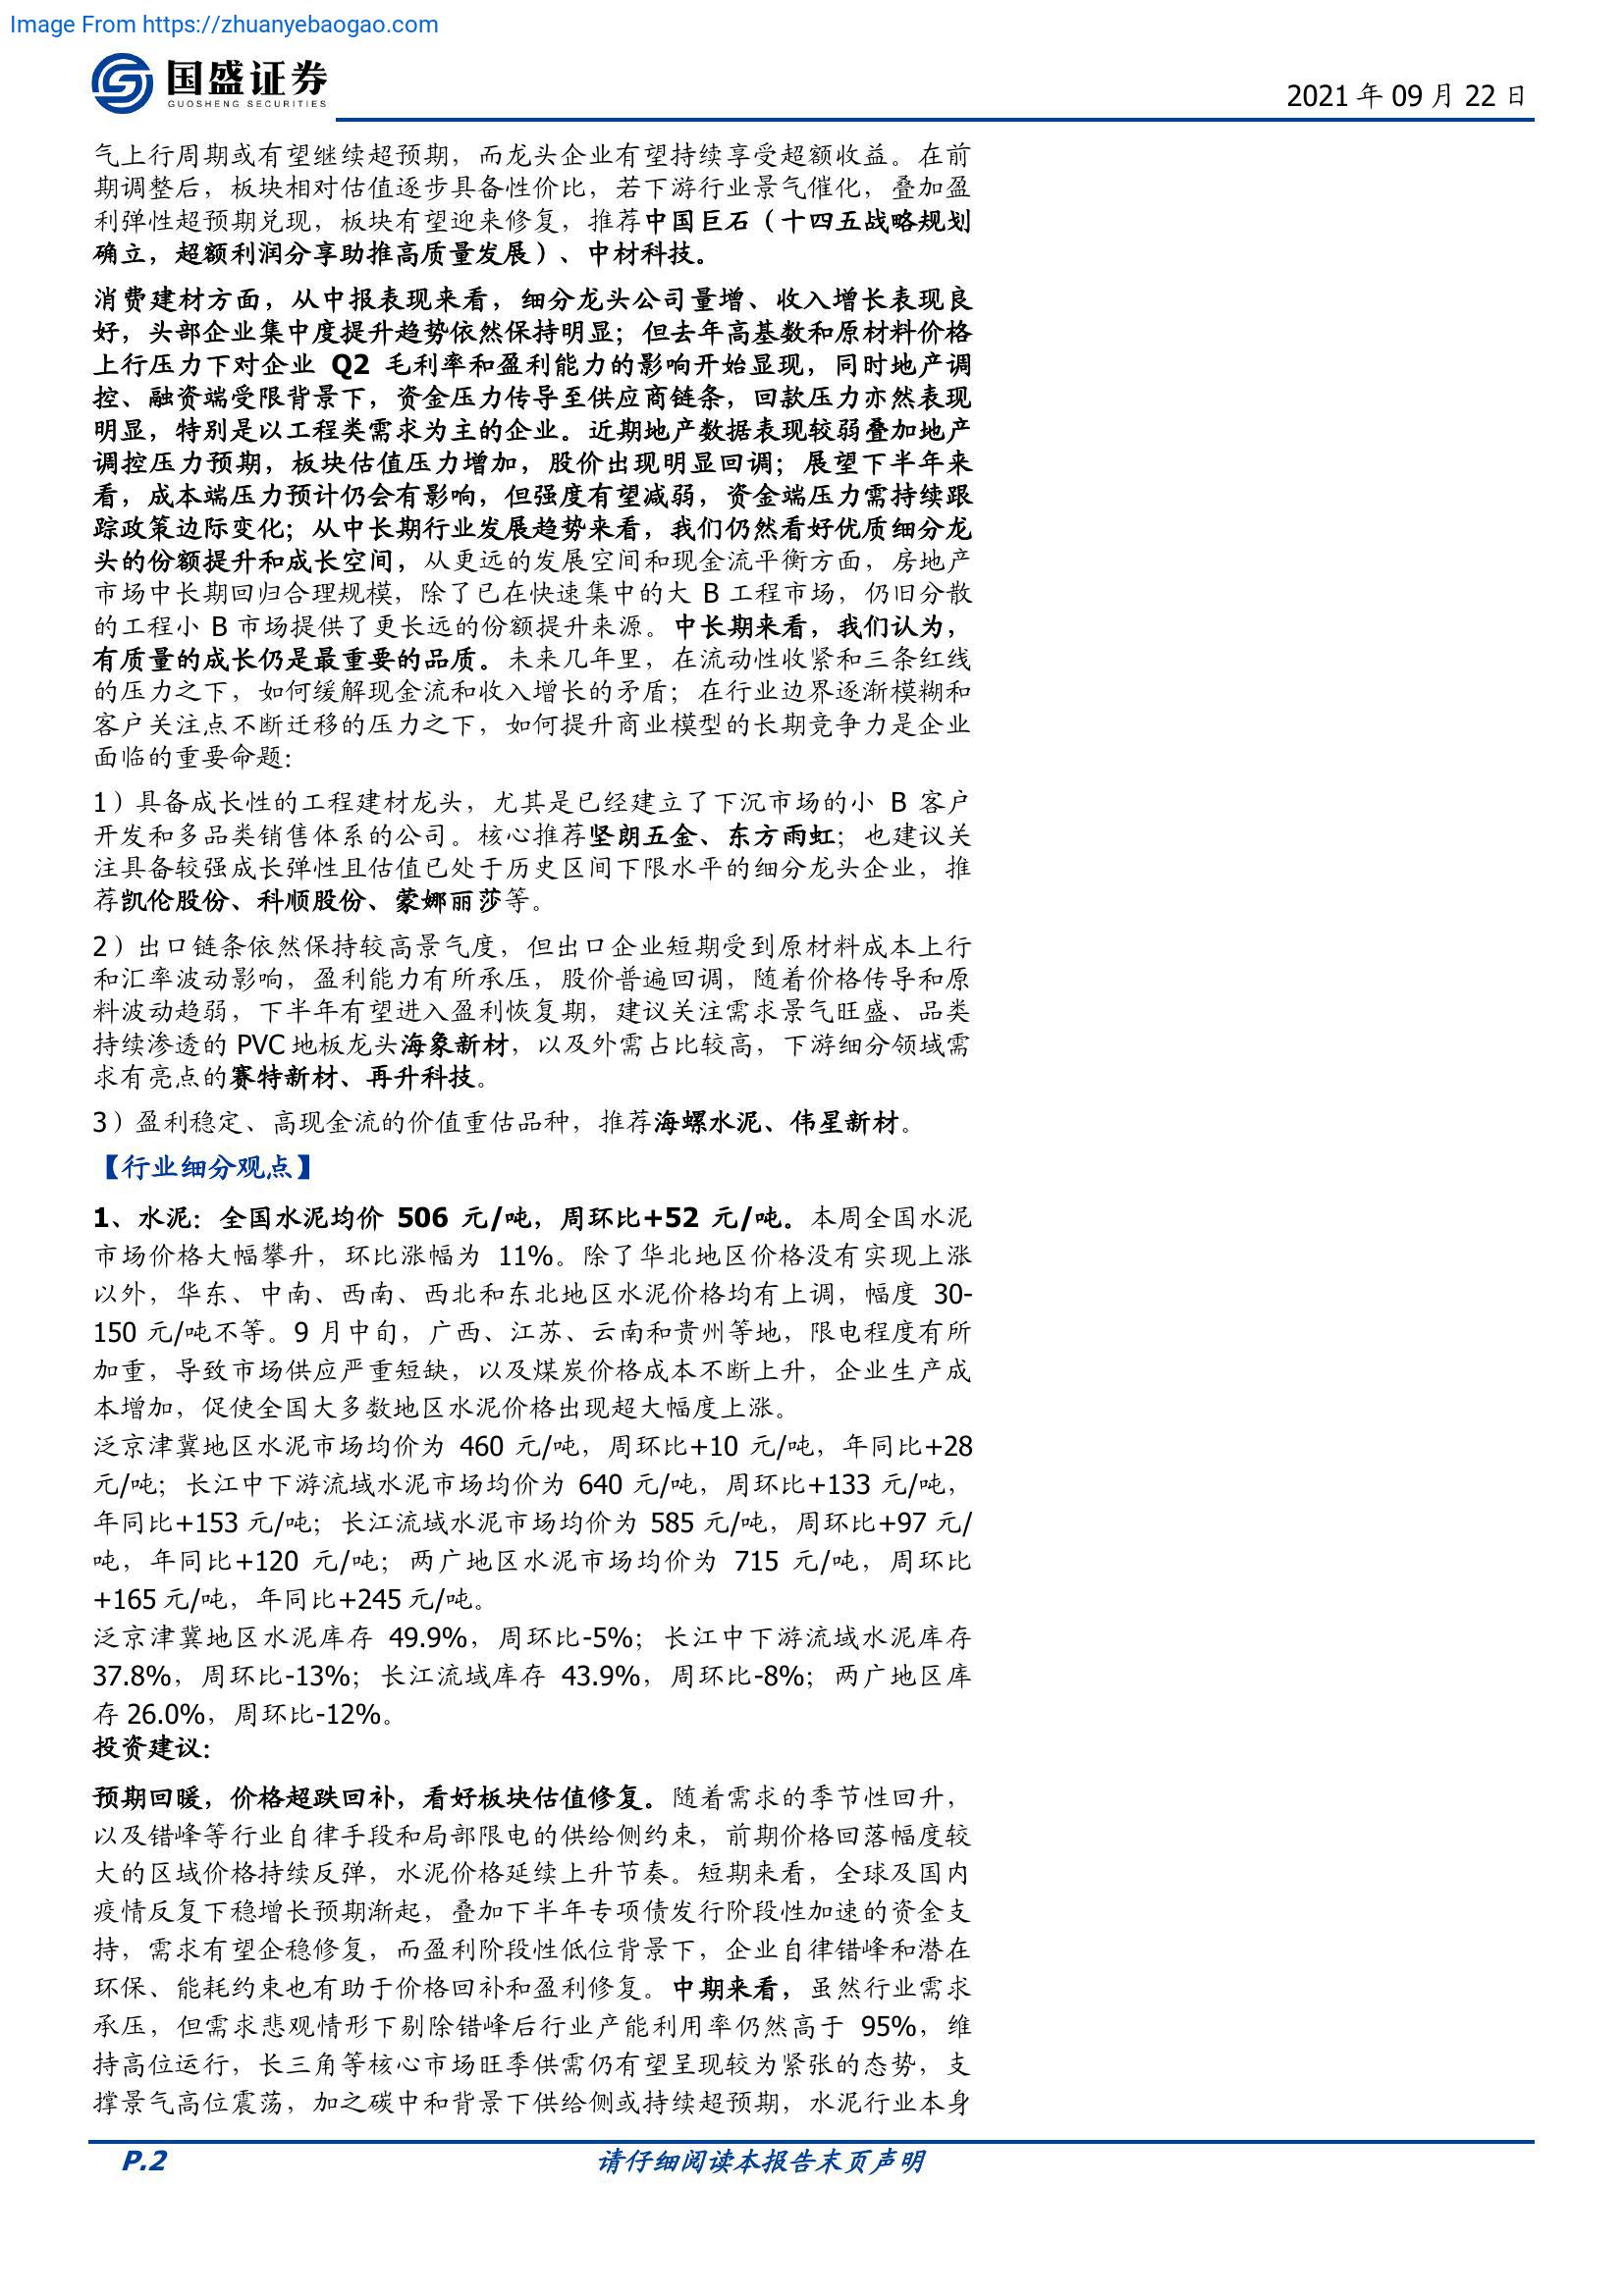 Image From https://zhuanyebaogao.com
国盛证券
GUOSHENG SECURITIES
2021 年 09 月 22 日
气上行周期或有望继续超预期，而龙头企业有望持续享受超额收益。在前
期调整后，板块相对估值逐步具备性价比，若下游行业景气催化，叠加盈
利弹性超预期兑现，板块有望迎来修复，推荐中国巨石（十四五战略规划
确立，超额利润分享助推高质量发展）、中材科技。
消费建材方面，从中报表现来看，细分龙头公司量增、收入增长表现良
好，头部企业集中度提升趋势依然保持明显；但去年高基数和原材料价格
上行压力下对企业 Q2 毛利率和盈利能力的影响开始显现，同时地产调
控、融资端受限背景下，资金压力传导至供应商链条，回款压力亦然表现
明显，特别是以工程类需求为主的企业。近期地产数据表现较弱叠加地产
调控压力预期，板块估值压力增加，股价出现明显回调；展望下半年来
看，成本端压力预计仍会有影响，但强度有望减弱，资金端压力需持续跟
踪政策边际变化；从中长期行业发展趋势来看，我们仍然看好优质细分龙
头的份额提升和成长空间，从更远的发展空间和现金流平衡方面，房地产
市场中长期回归合理规模，除了已在快速集中的大 B 工程市场，仍旧分散
的工程小 B 市场提供了更长远的份额提升来源。中长期来看，我们认为，
有质量的成长仍是最重要的品质。未来几年里，在流动性收紧和三条红线
的压力之下，如何缓解现金流和收入增长的矛盾；在行业边界逐渐模糊和
客户关注点不断迁移的压力之下，如何提升商业模型的长期竞争力是企业
面临的重要命题：
1）具备成长性的工程建材龙头，尤其是已经建立了下沉市场的小 B 客户
开发和多品类销售体系的公司。核心推荐坚朗五金、东方雨虹；也建议关
注具备较强成长弹性且估值已处于历史区间下限水平的细分龙头企业，推
荐凯伦股份、科顺股份、蒙娜丽莎等。
2）出口链条依然保持较高景气度，但出口企业短期受到原材料成本上行
和汇率波动影响，盈利能力有所承压，股价普遍回调，随着价格传导和原
料波动趋弱，下半年有望进入盈利恢复期，建议关注需求景气旺盛、品类
持续渗透的 PVC 地板龙头海象新材，以及外需占比较高，下游细分领域需
求有亮点的赛特新材、再升科技。
3）盈利稳定、高现金流的价值重估品种，推荐海螺水泥、伟星新材。
【行业细分观点】
1、水泥：全国水泥均价 506 元/吨，周环比+52 元/吨。本周全国水泥
市场价格大幅攀升，环比涨幅为 11%。除了华北地区价格没有实现上涨
以外，华东、中南、西南、西北和东北地区水泥价格均有上调，幅度 30-
150 元/吨不等。9 月中旬，广西、江苏、云南和贵州等地，限电程度有所
加重，导致市场供应严重短缺，以及煤炭价格成本不断上升，企业生产成
本增加，促使全国大多数地区水泥价格出现超大幅度上涨。
泛京津冀地区水泥市场均价为 460 元/吨，周环比+10 元/吨，年同比+28
元/吨；长江中下游流域水泥市场均价为 640 元/吨，周环比+133 元/吨，
年同比+153 元/吨；长江流域水泥市场均价为 585 元/吨，周环比+97 元/
吨，年同比+120 元/吨；两广地区水泥市场均价为 715 元/吨，周环比
+165 元/吨，年同比+245 元/吨。
泛京津冀地区水泥库存 49.9%，周环比-5%；长江中下游流域水泥库存
37.8%，周环比-13%；长江流域库存 43.9%，周环比-8%；两广地区库
存 26.0%，周环比-12%。
投资建议：
预期回暖，价格超跌回补，看好板块估值修复。随着需求的季节性回升，
以及错峰等行业自律手段和局部限电的供给侧约束，前期价格回落幅度较
大的区域价格持续反弹，水泥价格延续上升节奏。短期来看，全球及国内
疫情反复下稳增长预期渐起，叠加下半年专项债发行阶段性加速的资金支
持，需求有望企稳修复，而盈利阶段性低位背景下，企业自律错峰和潜在
环保、能耗约束也有助于价格回补和盈利修复。中期来看，虽然行业需求
承压，但需求悲观情形下剔除错峰后行业产能利用率仍然高于 95%，维
持高位运行，长三角等核心市场旺季供需仍有望呈现较为紧张的态势，支
撑景气高位震荡，加之碳中和背景下供给侧或持续超预期，水泥行业本身
P.2
请仔细阅读本报告末页声明